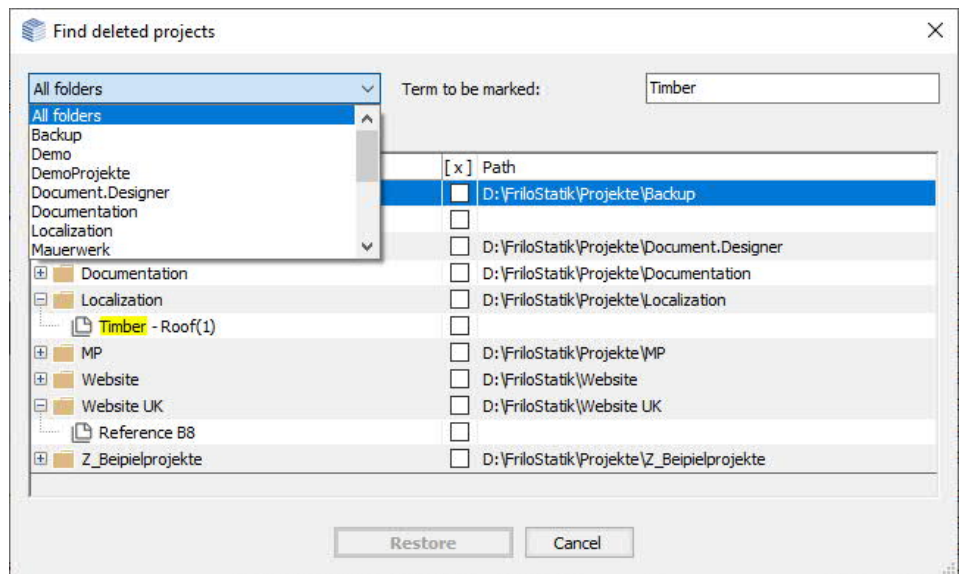 Find deleted projects
All folders Term to be marked: Timber
All folders
Backup
Demo
DemoProjekte
Document.Designer
Documentation
Localization
Mauerwerk
[x] Path
D:\FriloStatik\Projekte\Backup
D:\FriloStatik\Projekte\Document.Designer
Documentation D:\FriloStatik\Projekte\Documentation
Localization D:\FriloStatik\Projekte\Localization
Timber - Roof(1)
MP D:\FriloStatik\Projekte\MP
Website D:\FriloStatik\Website
Website UK D:\FriloStatik\Website UK
Reference B8
Z_Beipielprojekte D:\FriloStatik\Projekte\Z_Beipielprojekte
Restore Cancel